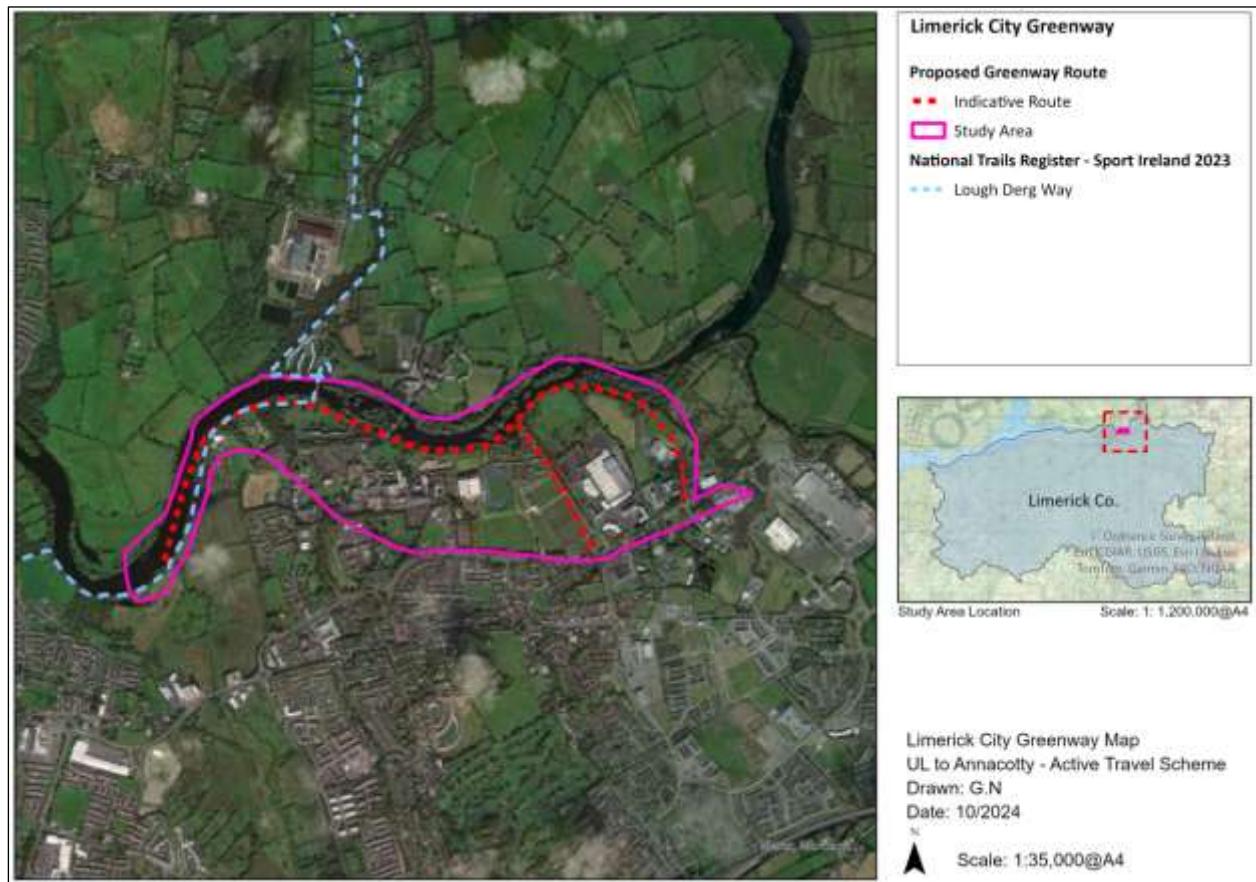 Limerick City Greenway
Proposed Greenway Route
Indicative Route
Study Area
National Trails Register - Sport Ireland 2023
Lough Derg Way
Limerick Co.
Study Area Location
Scale: 1: 1,200,000@A4
Limerick City Greenway Map
UL to Annacotty - Active Travel Scheme
Drawn: G.N
Date: 10/2024
N
Scale: 1:35,000@A4